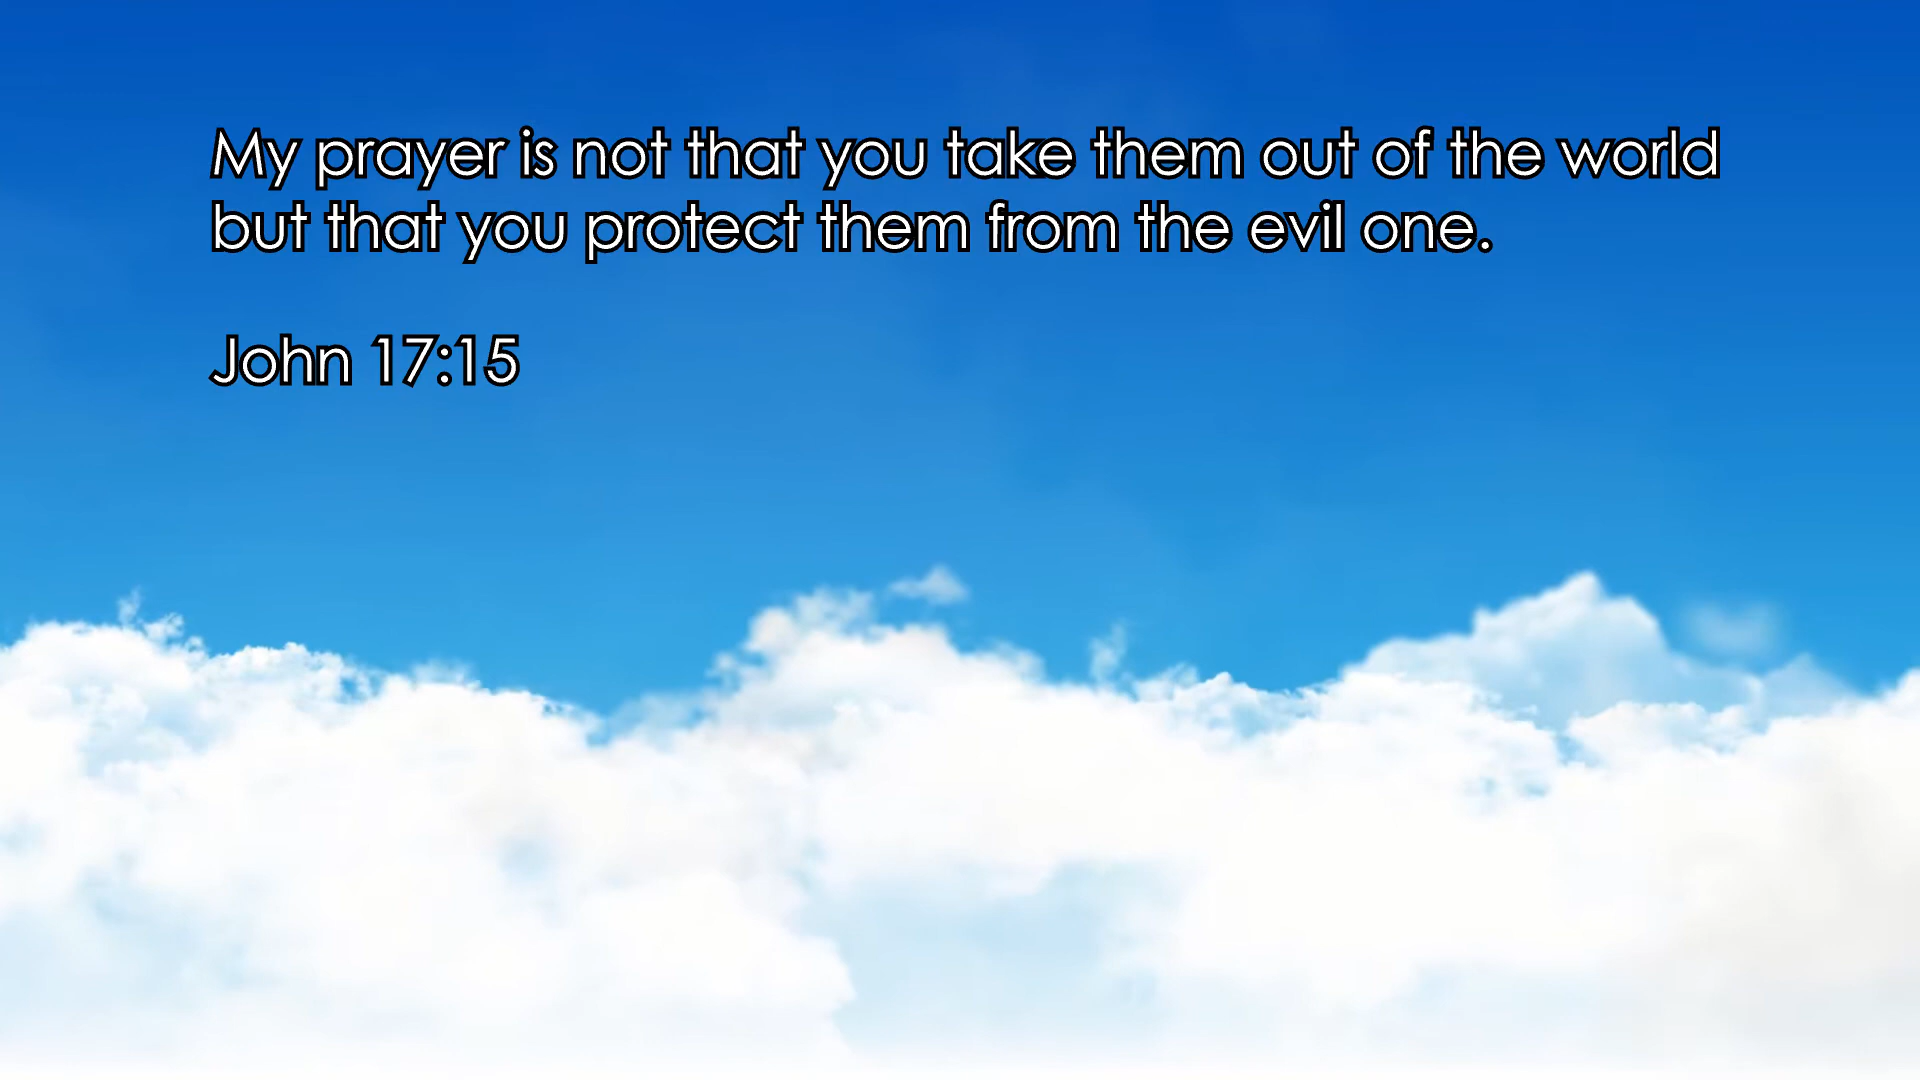 My prayer is not that you take them out of the world
but that you protect them from the evil one.
John 17:15